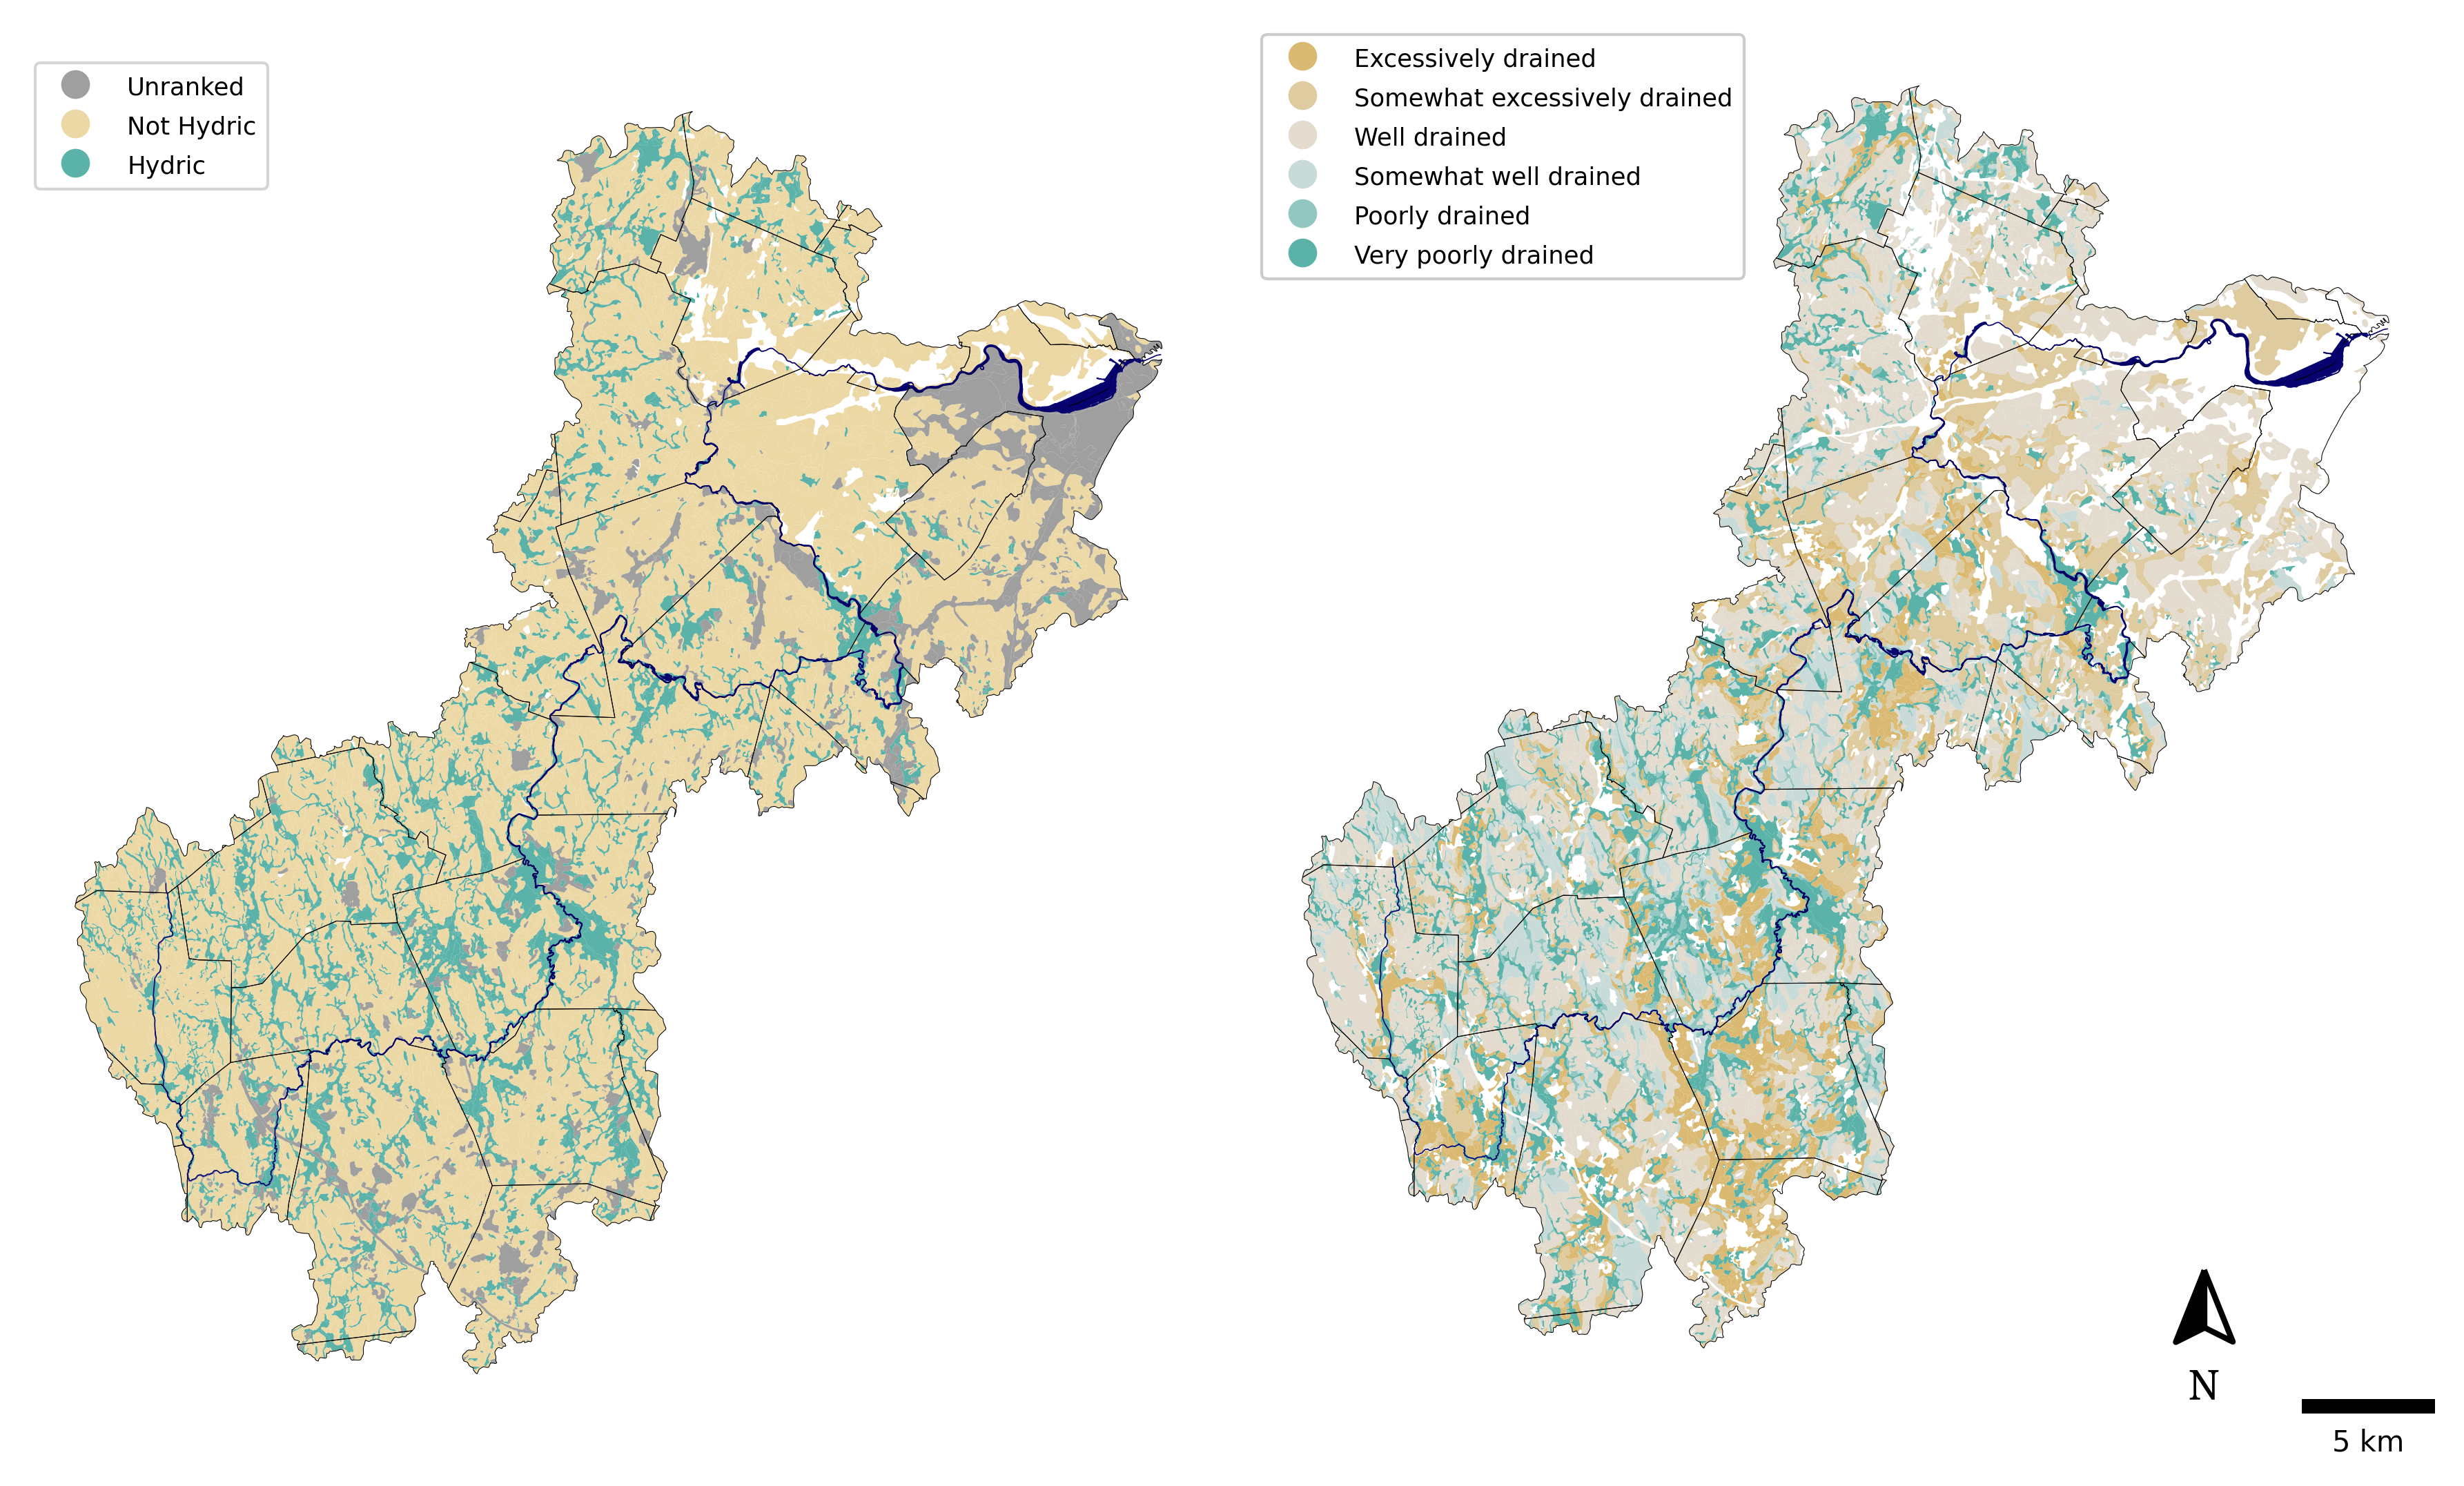 Unranked
Not Hydric
Hydric
Excessively drained
Somewhat excessively drained
Well drained
Somewhat well drained
Poorly drained
Very poorly drained
N
5 km